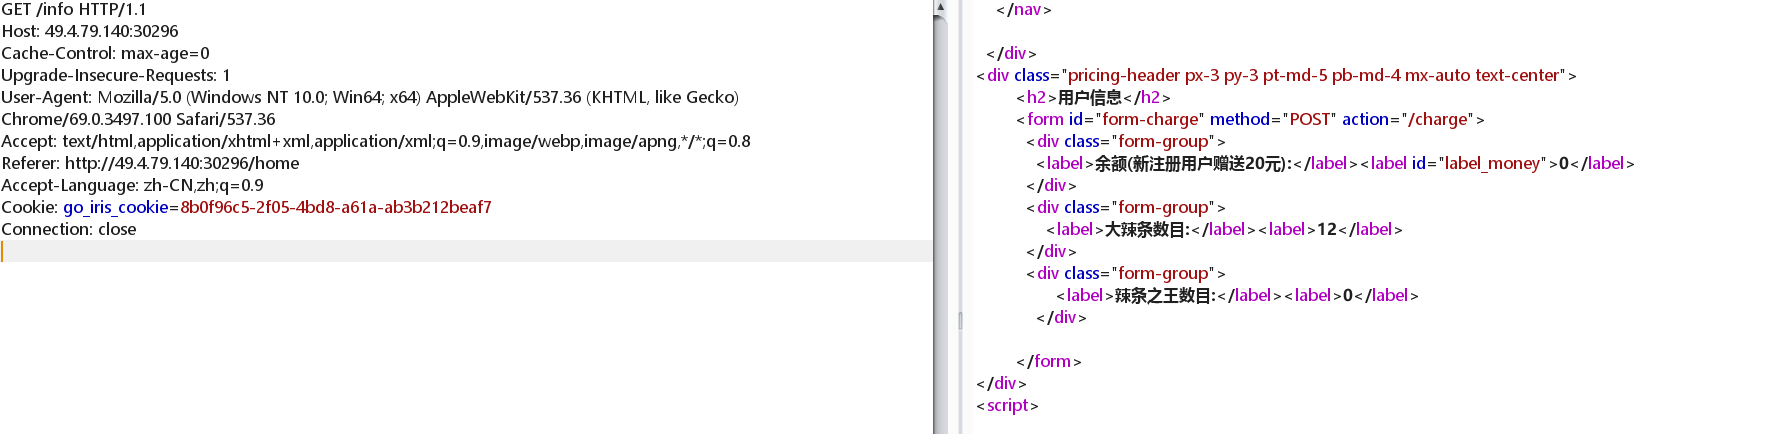 GET /info HTTP/1.1
Host: 49.4.79.140:30296
Cache-Control: max-age=0
Upgrade-Insecure-Requests: 1
User-Agent: Mozilla/5.0 (Windows NT 10.0; Win64; x64) AppleWebKit/537.36 (KHTML, like Gecko)
Chrome/69.0.3497.100 Safari/537.36
Accept: text/html,application/xhtml+xml,application/xml;q=0.9,image/webp,image/apng,*/*;q=0.8
Referer: http://49.4.79.140:30296/home
Accept-Language: zh-CN,zh;q=0.9
Cookie: go_iris_cookie=8b0f96c5-2f05-4bd8-a61a-ab3b212beaf7
Connection: close
</nav>
</div>
<div class="pricing-header px-3 py-3 pt-md-5 pb-md-4 mx-auto text-center">
<h2>用户信息</h2>
<form id="form-charge" method="POST" action="/charge">
<div class="form-group">
<label>余额(新注册用户赠送20元):</label><label id="label_money">0</label>
</div>
<div class="form-group">
<label>大辣条数目:</label><label>12</label>
</div>
<div class="form-group">
<label>辣条之王数目:</label><label>0</label>
</div>
</form>
</div>
<script>